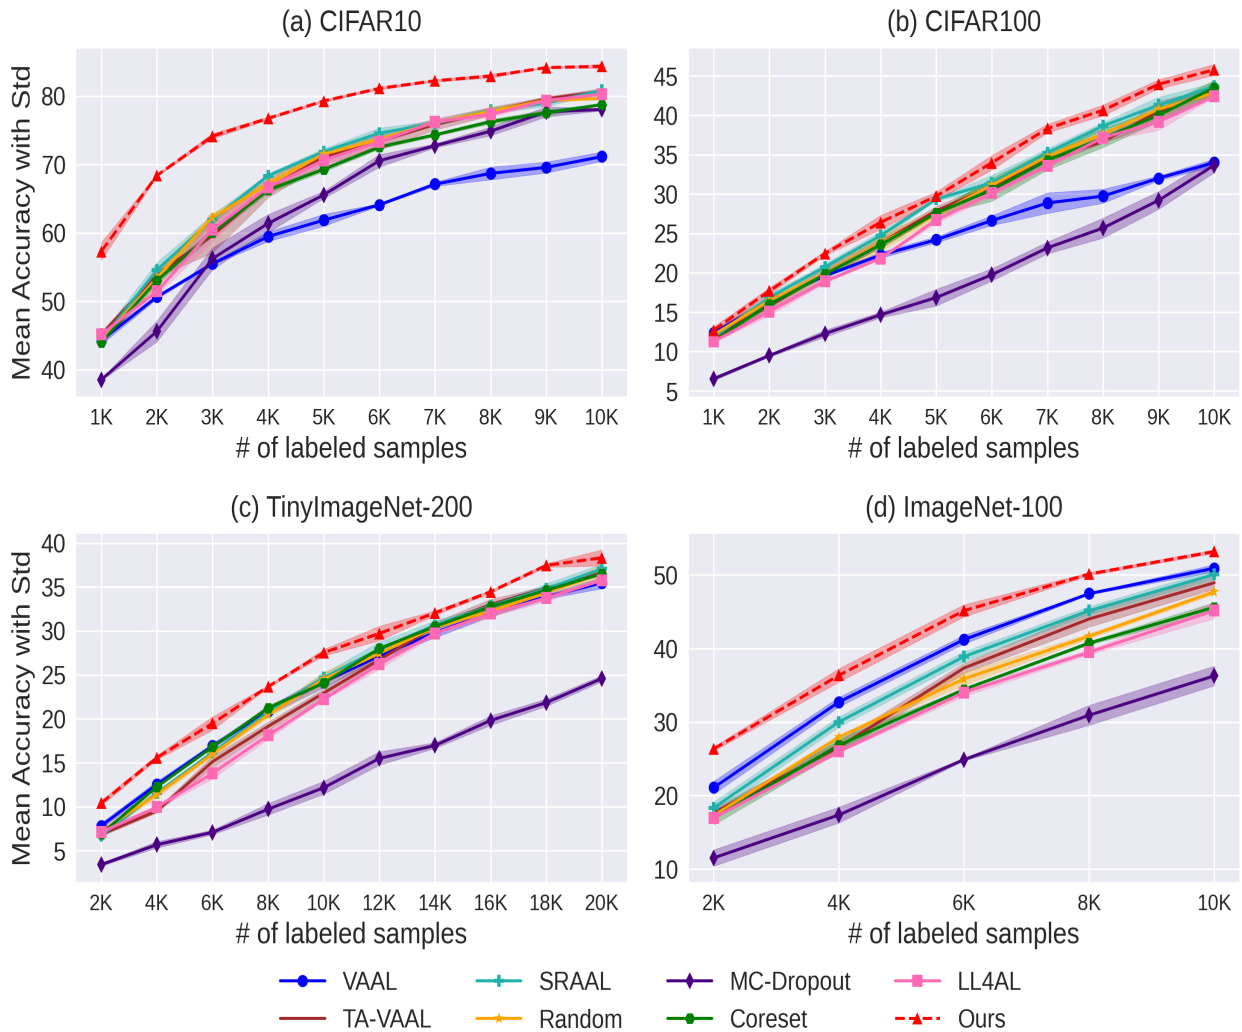 (a) CIFAR10
(b) CIFAR100
Mean Accuracy with Std
80
70
60
50
40
45
40
35
30
25
20
15
10
5
1K 2K 3K 4K 5K 6K 7K 8K 9K 10K
1K 2K 3K 4K 5K 6K 7K 8K 9K 10K
# of labeled samples
# of labeled samples
(c) TinyImageNet-200
(d) ImageNet-100
Mean Accuracy with Std
40
35
30
25
20
15
10
5
50
40
30
20
10
2K 4K 6K 8K 10K 12K 14K 16K 18K 20K
2K 4K 6K 8K 10K
# of labeled samples
# of labeled samples
VAAL SRAAL MC-Dropout LL4AL
TA-VAAL Random Coreset Ours